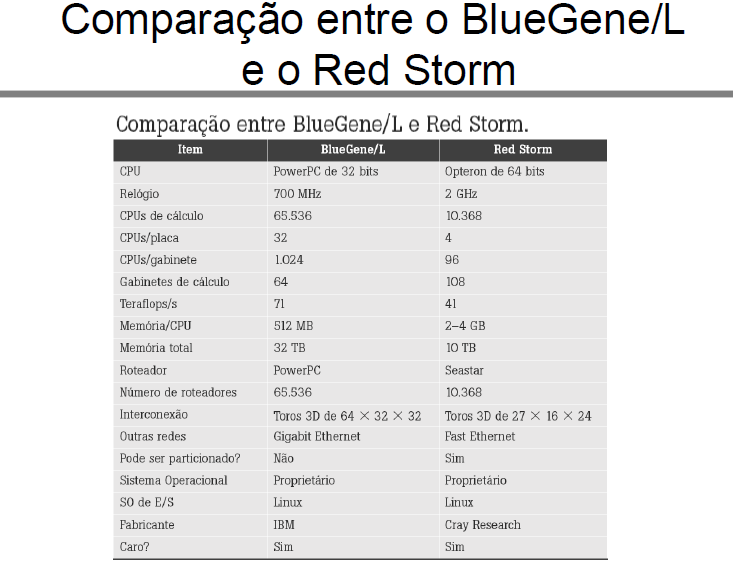 Comparação entre o BlueGene/L
e o Red Storm
Comparação entre BlueGene/L e Red Storm.
Item BlueGene/L Red Storm
CPU PowerPC de 32 bits Opteron de 64 bits
Relógio 700 MHz 2 GHz
CPUs de cálculo 65.536 10.368
CPUs/placa 32 4
CPUs/gabinete 1.024 96
Gabinetes de cálculo 64 108
Teraflops/s 71 41
Memória/CPU 512 MB 2–4 GB
Memória total 32 TB 10 TB
Roteador PowerPC Seastar
Número de roteadores 65.536 10.368
Interconexão Toros 3D de 64 × 32 × 32 Toros 3D de 27 × 16 × 24
Outras redes Gigabit Ethernet Fast Ethernet
Pode ser particionado? Não Sim
Sistema Operacional Proprietário Proprietário
SO de E/S Linux Linux
Fabricante IBM Cray Research
Caro? Sim Sim